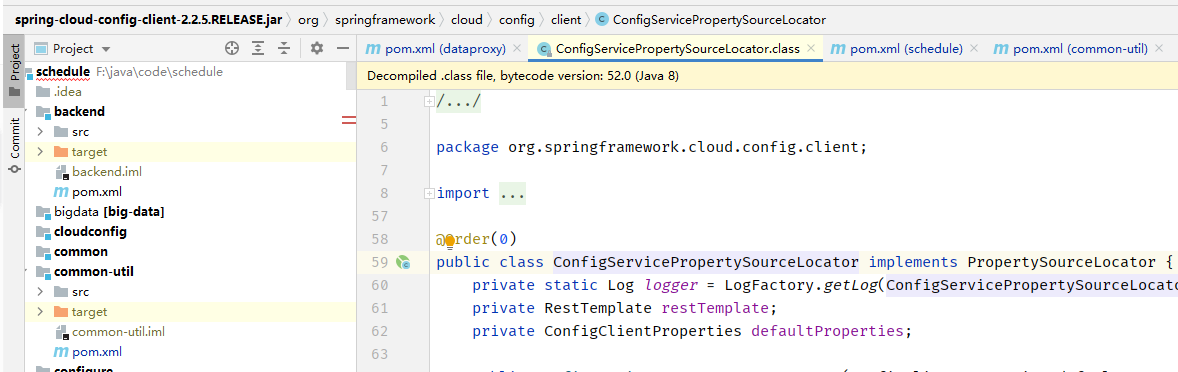 spring-cloud-config-client-2.2.5.RELEASE.jar org springframework cloud config client ConfigServicePropertySourceLocator
Project
Commit
Project
schedule F:\java\code\schedule
.idea
backend
src
target
backend.iml
pom.xml
bigdata [big-data]
cloudconfig
common
common-util
src
target
common-util.iml
pom.xml
configure
pom.xml (dataproxy) ConfigServicePropertySourceLocator.class pom.xml (schedule) pom.xml (common-util)
Decompiled .class file, bytecode version: 52.0 (Java 8)
1 /.../
5
6 package org.springframework.cloud.config.client;
7
8 import ...
57
58 @Order(0)
59 public class ConfigServicePropertySourceLocator implements PropertySourceLocator {
60 private static Log logger = LogFactory.getLog(ConfigServicePropertySourceLocato
61 private RestTemplate restTemplate;
62 private ConfigClientProperties defaultProperties;
63